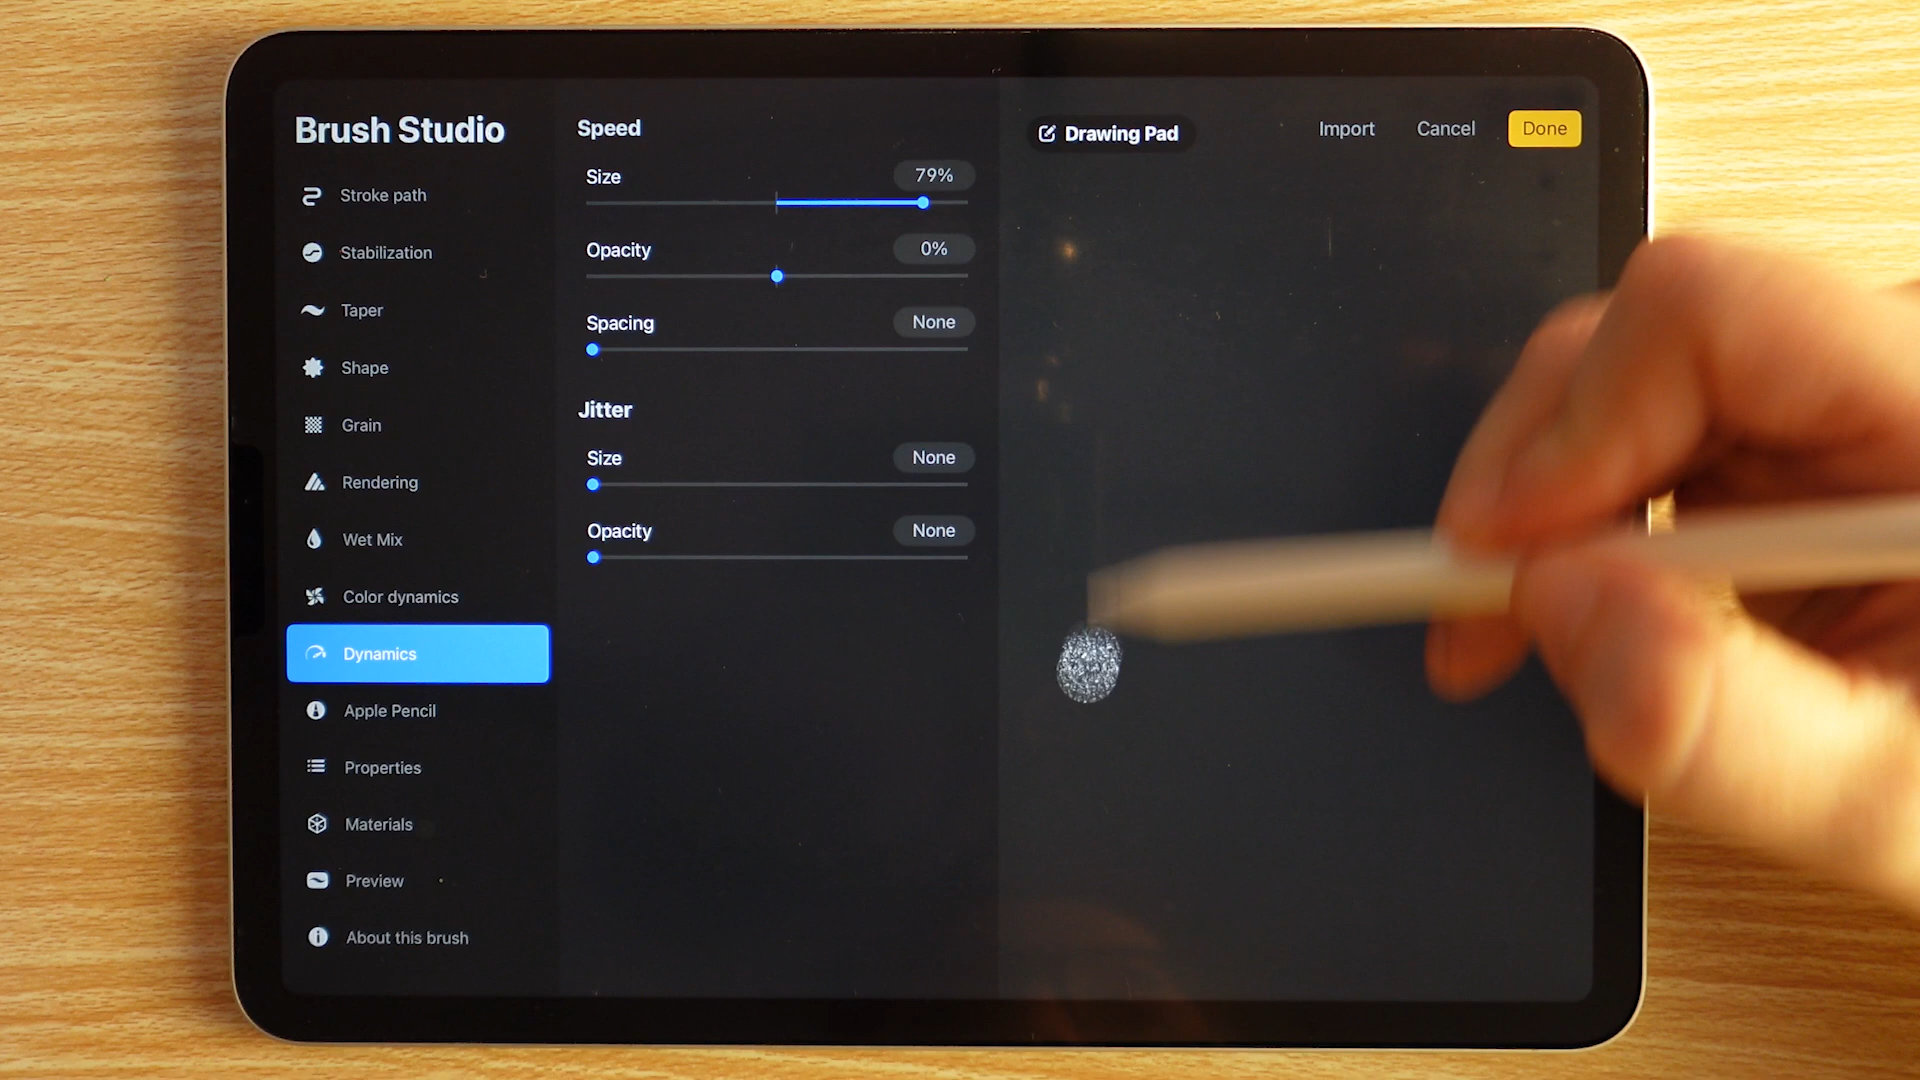 Brush Studio
Stroke path
Stabilization
Taper
Shape
Grain
Rendering
Wet Mix
Color dynamics
Dynamics
Apple Pencil
Properties
Materials
Preview
About this brush
Speed
Size 79%
Opacity 0%
Spacing None
Jitter
Size None
Opacity None
Drawing Pad
Import Cancel Done